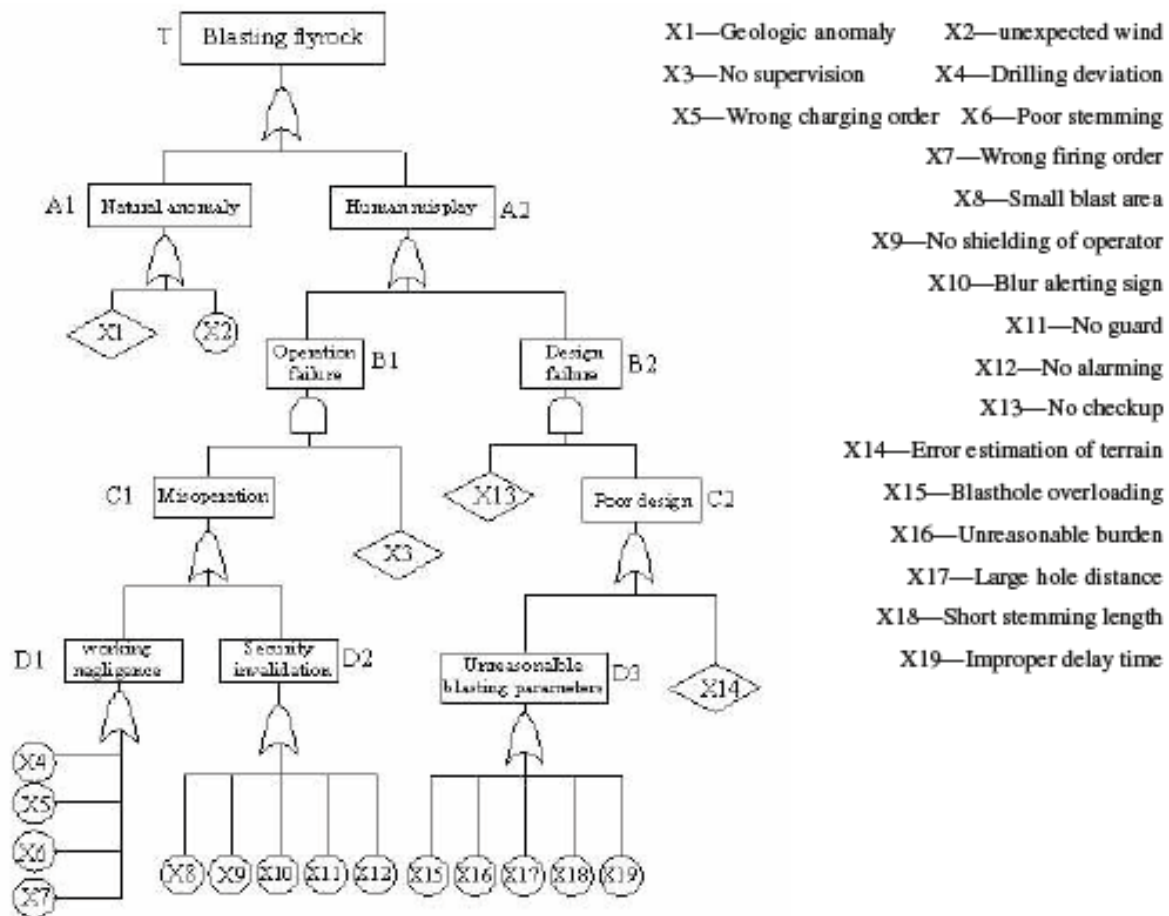 T Blasting flyrock
X1—Geologic anomaly X2—unexpected wind
X3—No supervision X4—Drilling deviation
X5—Wrong charging order X6—Poor stemming
X7—Wrong firing order
X8—Small blast area
X9—No shielding of operator
X10—Blur alerting sign
X11—No guard
X12—No alarming
X13—No checkup
X14—Error estimation of terrain
X15—Blasthole overloading
X16—Unreasonable burden
X17—Large hole distance
X18—Short stemming length
X19—Improper delay time
A1 Natural anomaly
Human misplay A2
X1 X2
Operation
failure
B1
Design
failure
B2
C1 Misoperation
X3
X13
Poor design C2
D1
working
negligence
Security
invalidation
D2
Unreasonable
blasting parameters
D3
X14
X4
X5
X6
X7
X8 X9 X10 X11 X12
X15 X16 X17 X18 X19